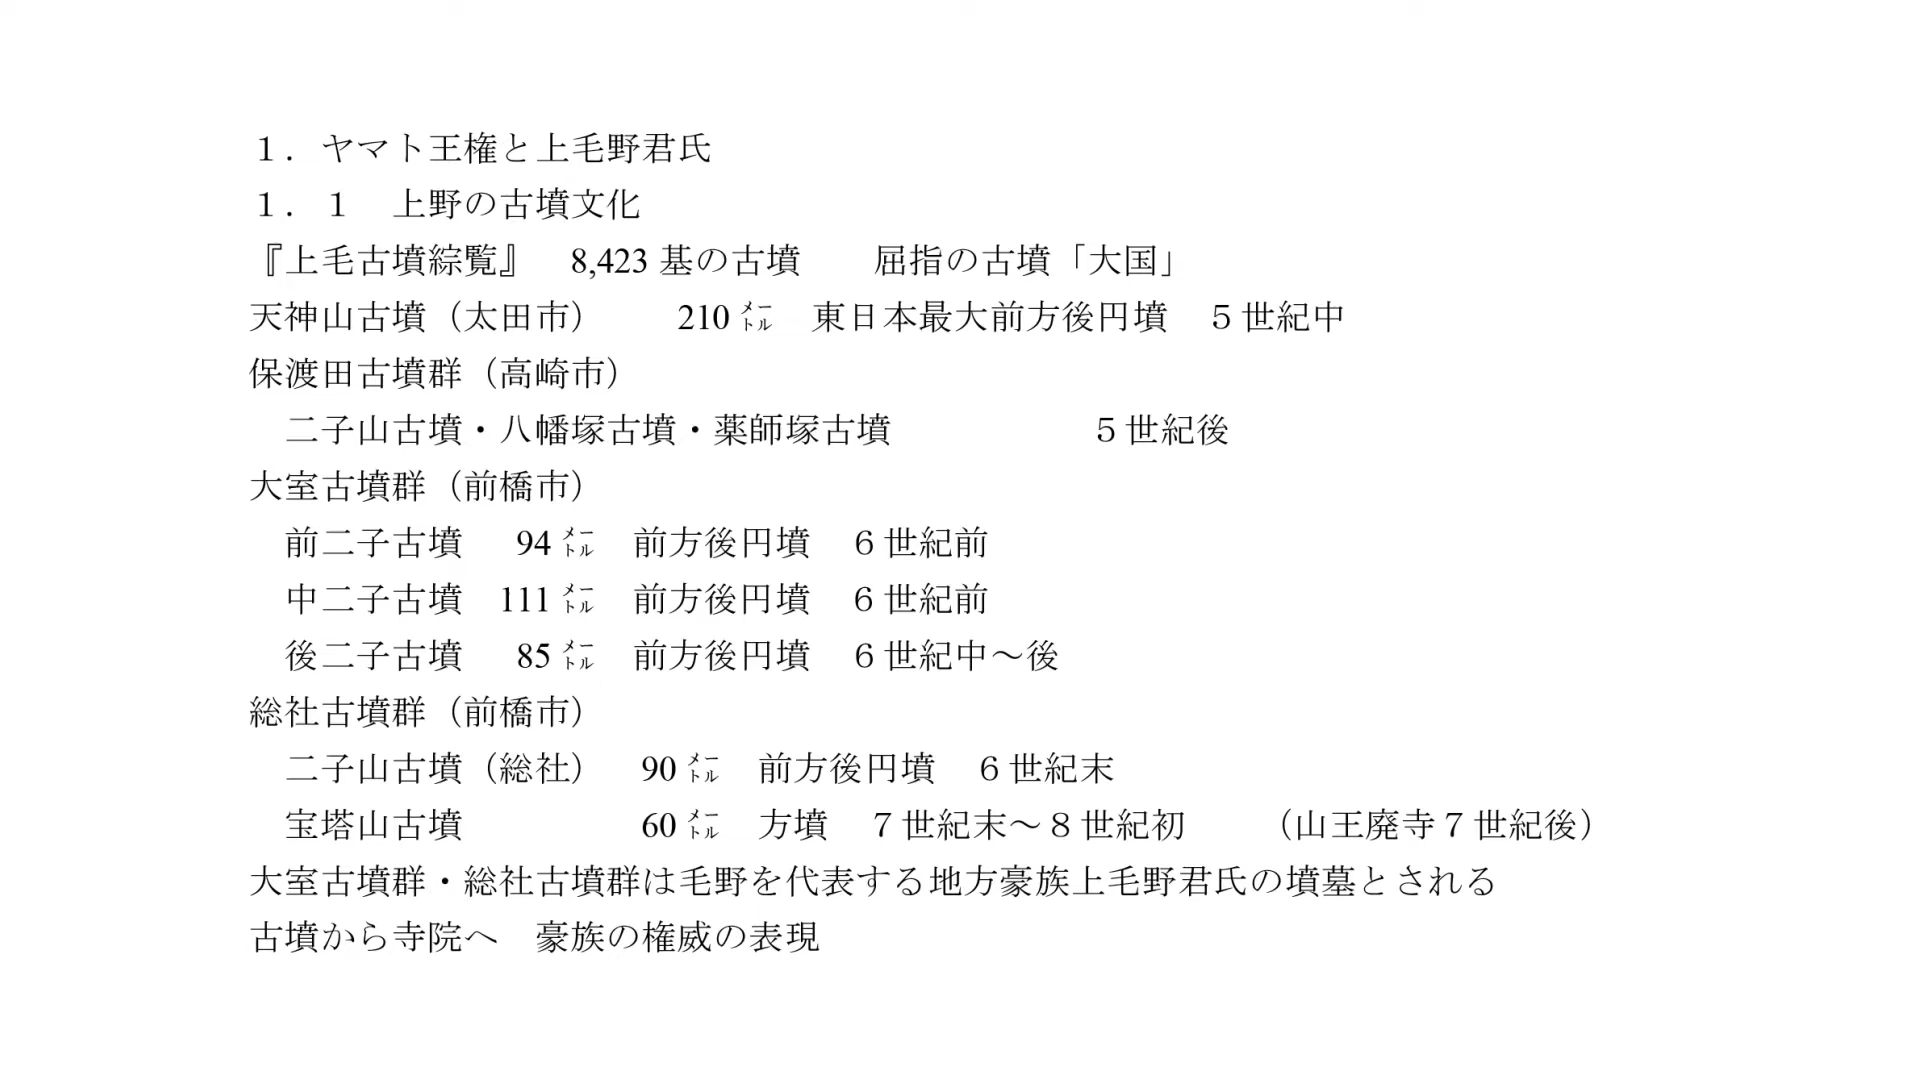 １．ヤマト王権と上毛野君氏
１．１　上野の古墳文化
『上毛古墳綜覧』　8,423 基の古墳　　屈指の古墳「大国」
天神山古墳（太田市）　　210 ㍍　東日本最大前方後円墳　５世紀中
保渡田古墳群（高崎市）
　二子山古墳・八幡塚古墳・薬師塚古墳　　　　　　５世紀後
大室古墳群（前橋市）
　前二子古墳　 94 ㍍　前方後円墳　６世紀前
　中二子古墳　111 ㍍　前方後円墳　６世紀前
　後二子古墳　 85 ㍍　前方後円墳　６世紀中～後
総社古墳群（前橋市）
　二子山古墳（総社）　90 ㍍　前方後円墳　６世紀末
　宝塔山古墳　　　　　60 ㍍　方墳　７世紀末～８世紀初　　（山王廃寺７世紀後）
大室古墳群・総社古墳群は毛野を代表する地方豪族上毛野君氏の墳墓とされる
古墳から寺院へ　豪族の権威の表現